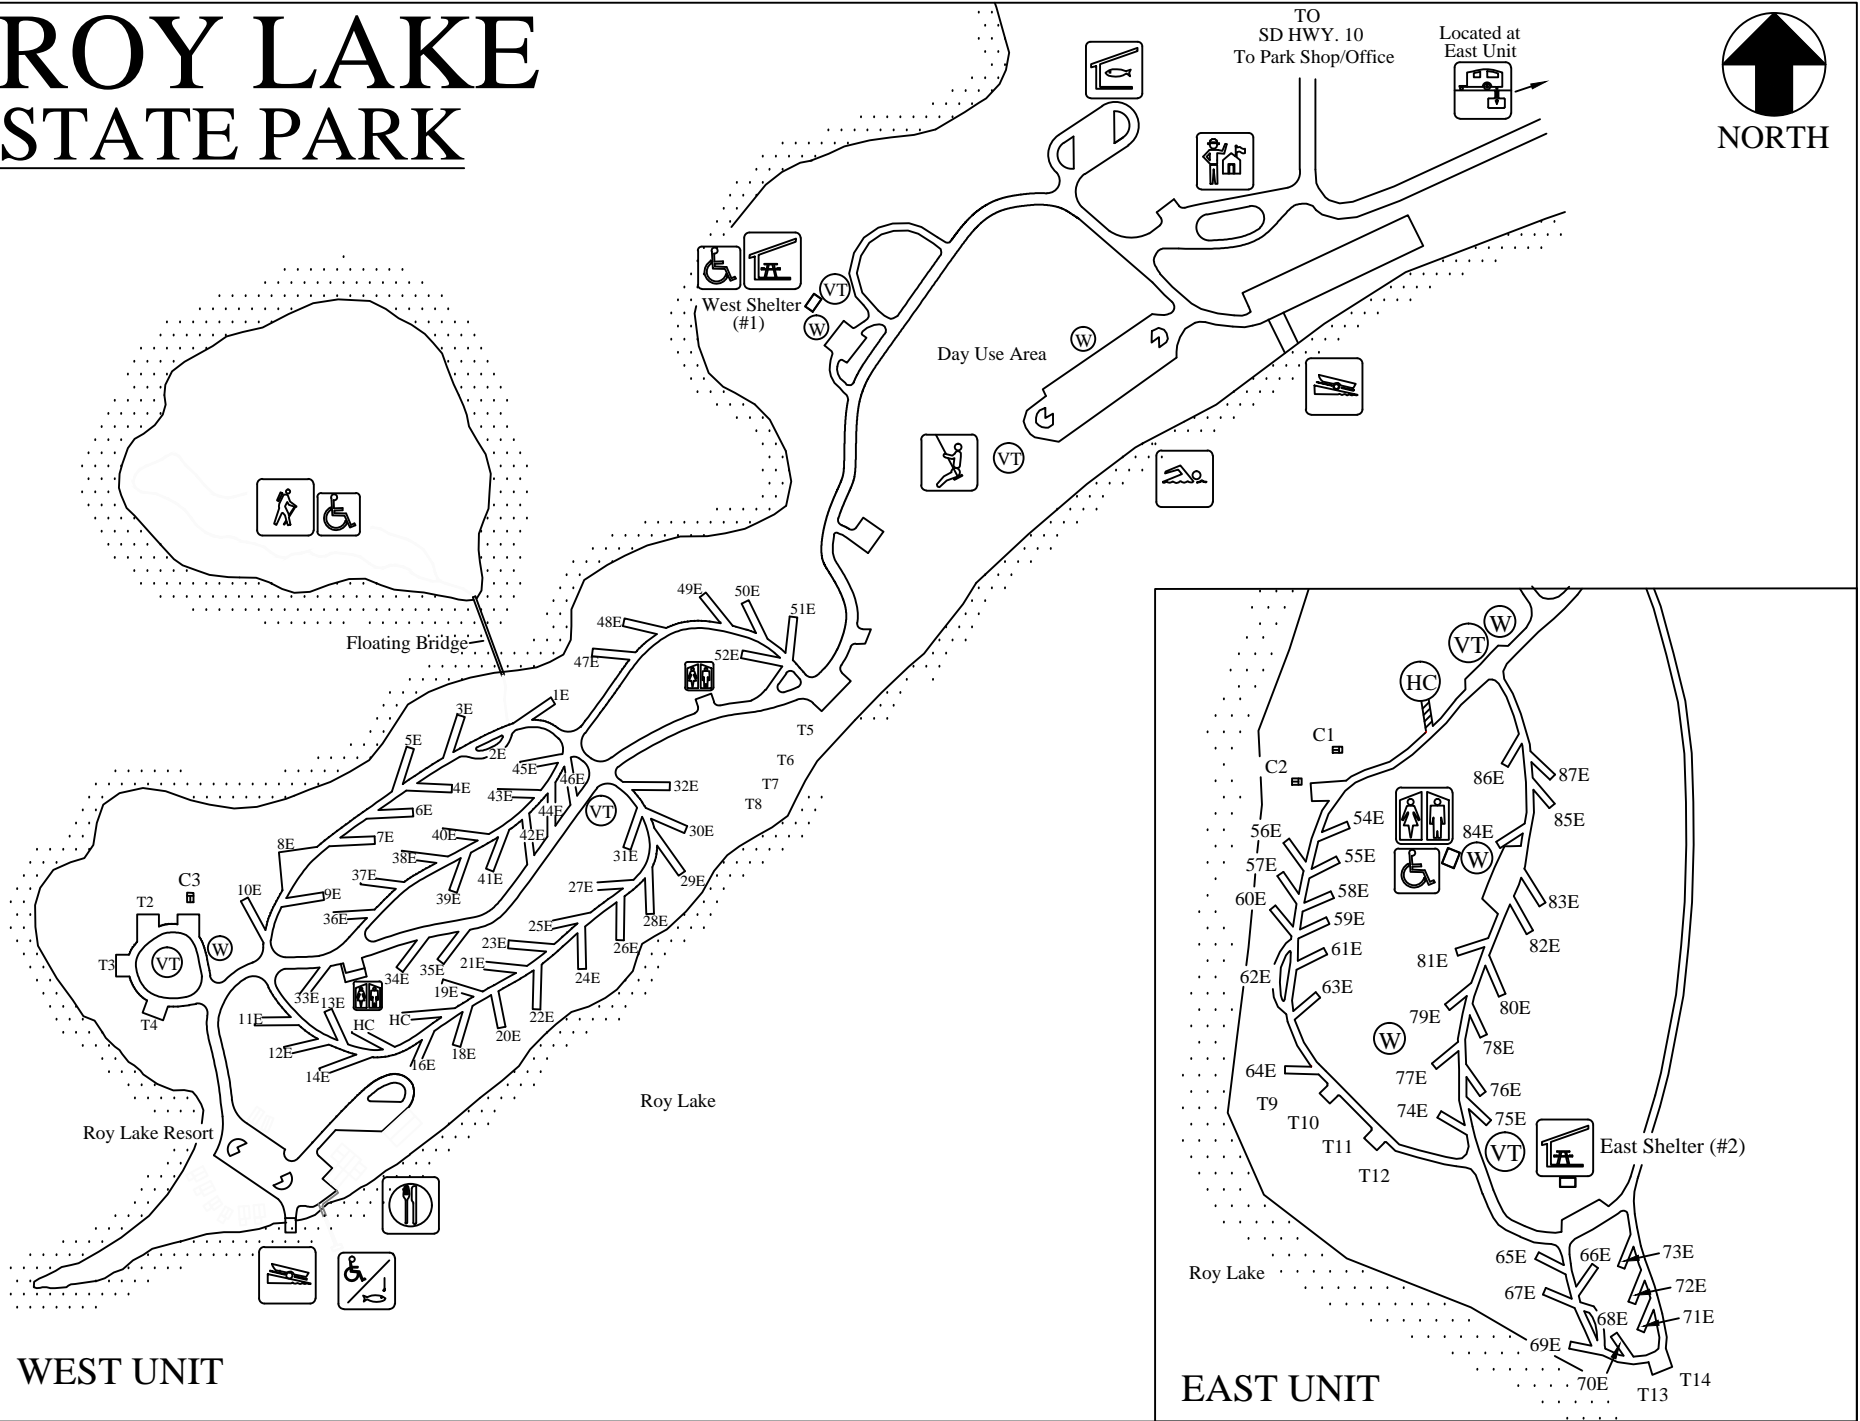 ROY LAKE
STATE PARK
TO
SD HWY. 10
To Park Shop/Office
Located at
East Unit
NORTH
West Shelter
(#1)
VT
W
Day Use Area
W
VT
Floating Bridge
49E
50E
51E
48E
47E
52E
1E
3E
5E
2E
45E
46E
4E
43E
44E
6E
32E
VT
30E
31E
29E
7E
8E
40E
42E
38E
41E
37E
39E
27E
28E
9E
10E
36E
25E
26E
C3
T2
T3
T4
VT
W
23E
21E
24E
35E
34E
33E
13E
19E
22E
20E
HC
HC
11E
12E
14E
16E
18E
T5
T6
T7
T8
Roy Lake
Roy Lake Resort
WEST UNIT
W
VT
HC
C1
C2
86E
87E
85E
54E
56E
84E
W
55E
57E
58E
60E
59E
83E
82E
61E
81E
62E
63E
80E
79E
W
78E
77E
64E
76E
T9
74E
75E
T10
T11
T12
VT
East Shelter (#2)
65E
66E
73E
67E
72E
68E
71E
69E
70E
T13
T14
Roy Lake
EAST UNIT